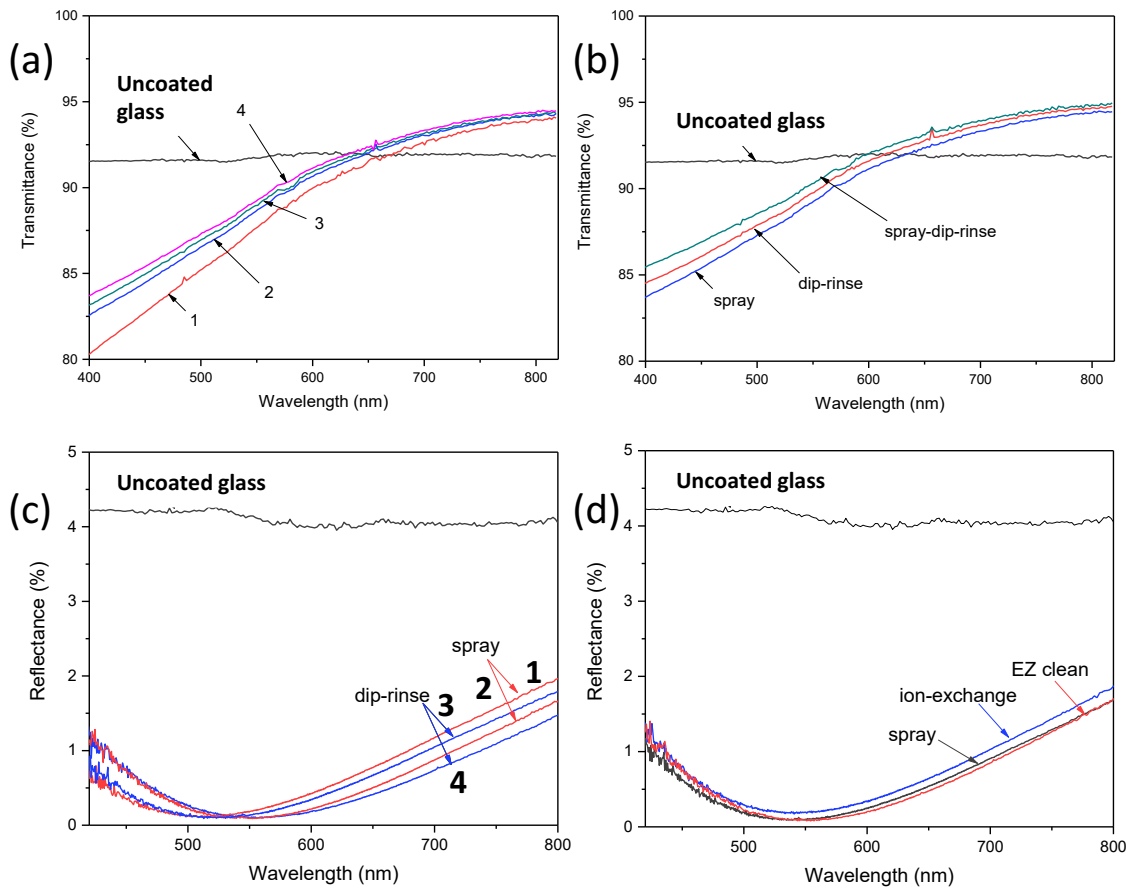 (a)
100
95
90
85
80
Transmittance (%)
Uncoated
glass
4
3
2
1
400
500
600
700
800
Wavelength (nm)
(b)
100
95
90
85
80
Transmittance (%)
Uncoated glass
spray-dip-rinse
dip-rinse
spray
400
500
600
700
800
Wavelength (nm)
(c)
5
4
3
2
1
0
Reflectance (%)
Uncoated glass
spray
1
2
dip-rinse
3
4
500
600
700
800
Wavelength (nm)
(d)
5
4
3
2
1
0
Reflectance (%)
Uncoated glass
EZ clean
ion-exchange
spray
500
600
700
800
Wavelength (nm)